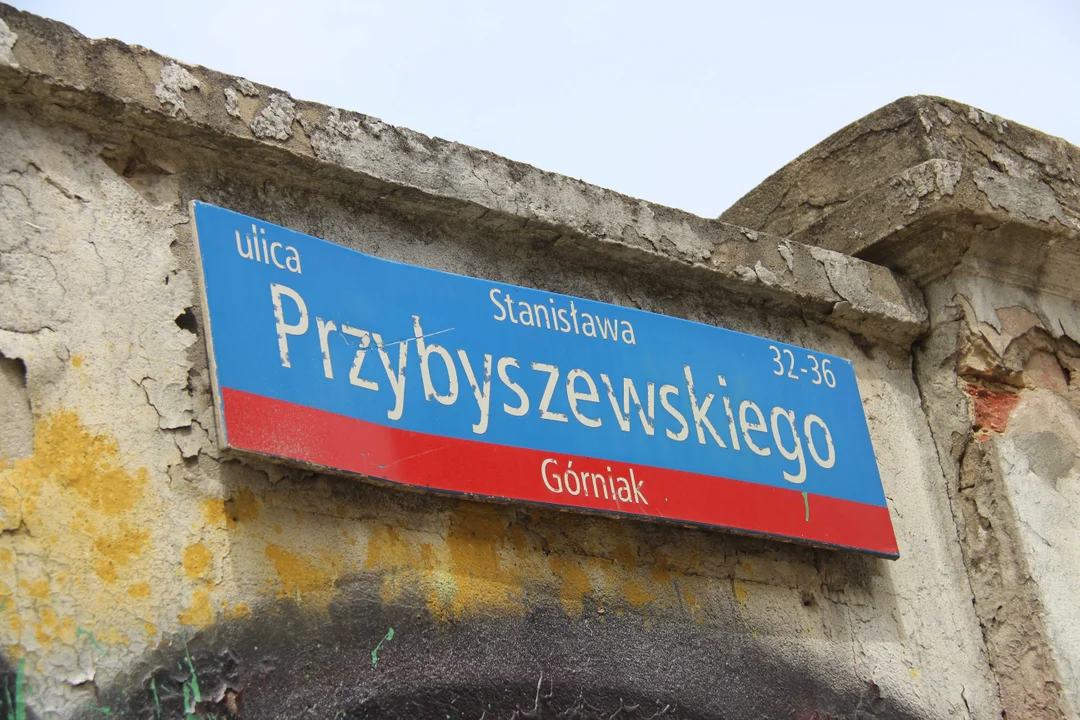 ulica
Stanisława
32-36
Przybyszewskiego
Górniak